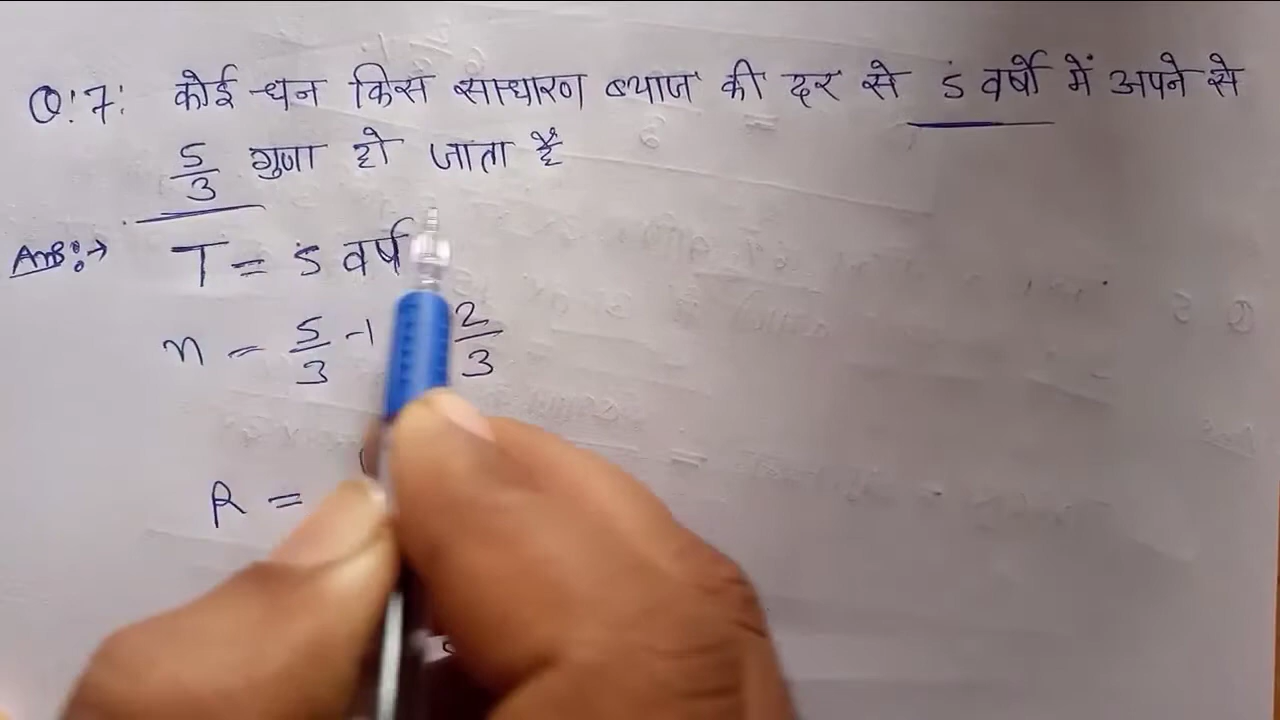 Q.7: कोई धन किस साधारण ब्याज की दर से 5 वर्षो में अपने से
5/3 गुणा हो जाता है
Ans:→ T = 5 वर्ष
n = 5/3 -1 2/3
R =